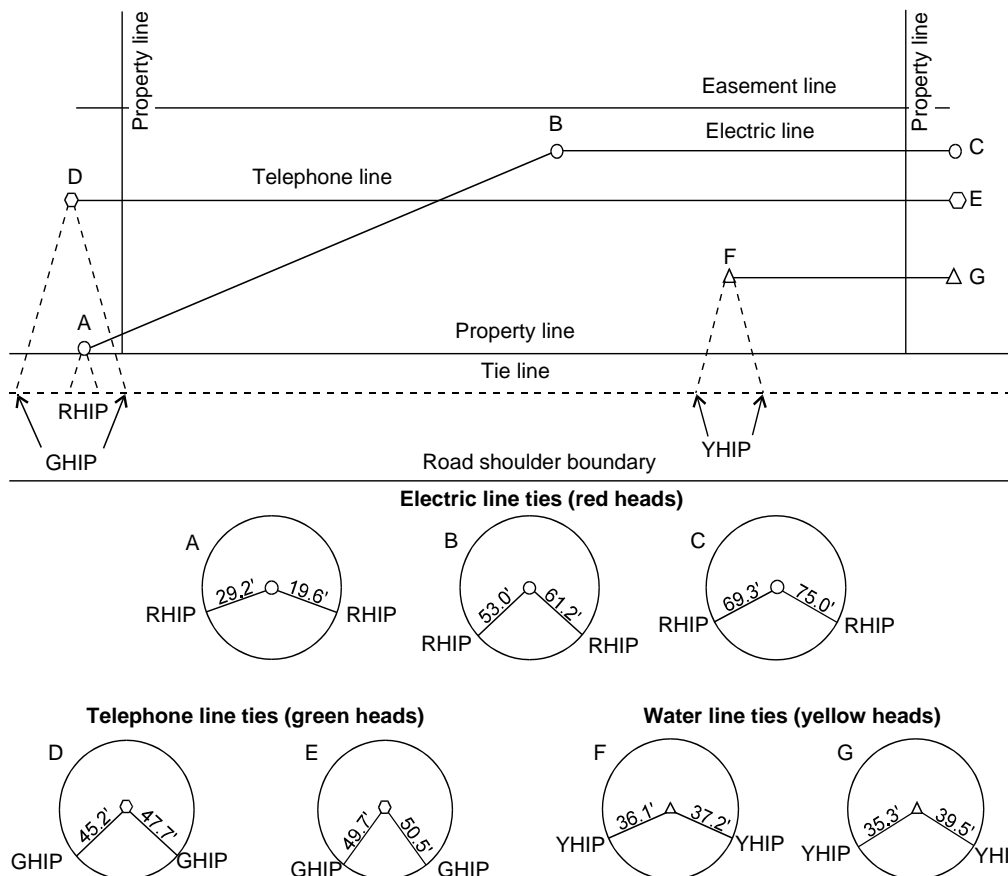 Property line
Property line
Easement line
B
Electric line
C
D
Telephone line
E
F
G
A
Property line
Tie line
RHIP
GHIP
YHIP
Road shoulder boundary
Electric line ties (red heads)
A
B
C
29.2' 19.6'
RHIP RHIP
53.0' 61.2'
RHIP RHIP
69.3' 75.0'
RHIP RHIP
Telephone line ties (green heads)
Water line ties (yellow heads)
D
E
F
G
45.2' 47.7'
GHIP GHIP
49.7' 50.5'
GHIP GHIP
36.1' 37.2'
YHIP YHIP
35.3' 39.5'
YHIP YHI